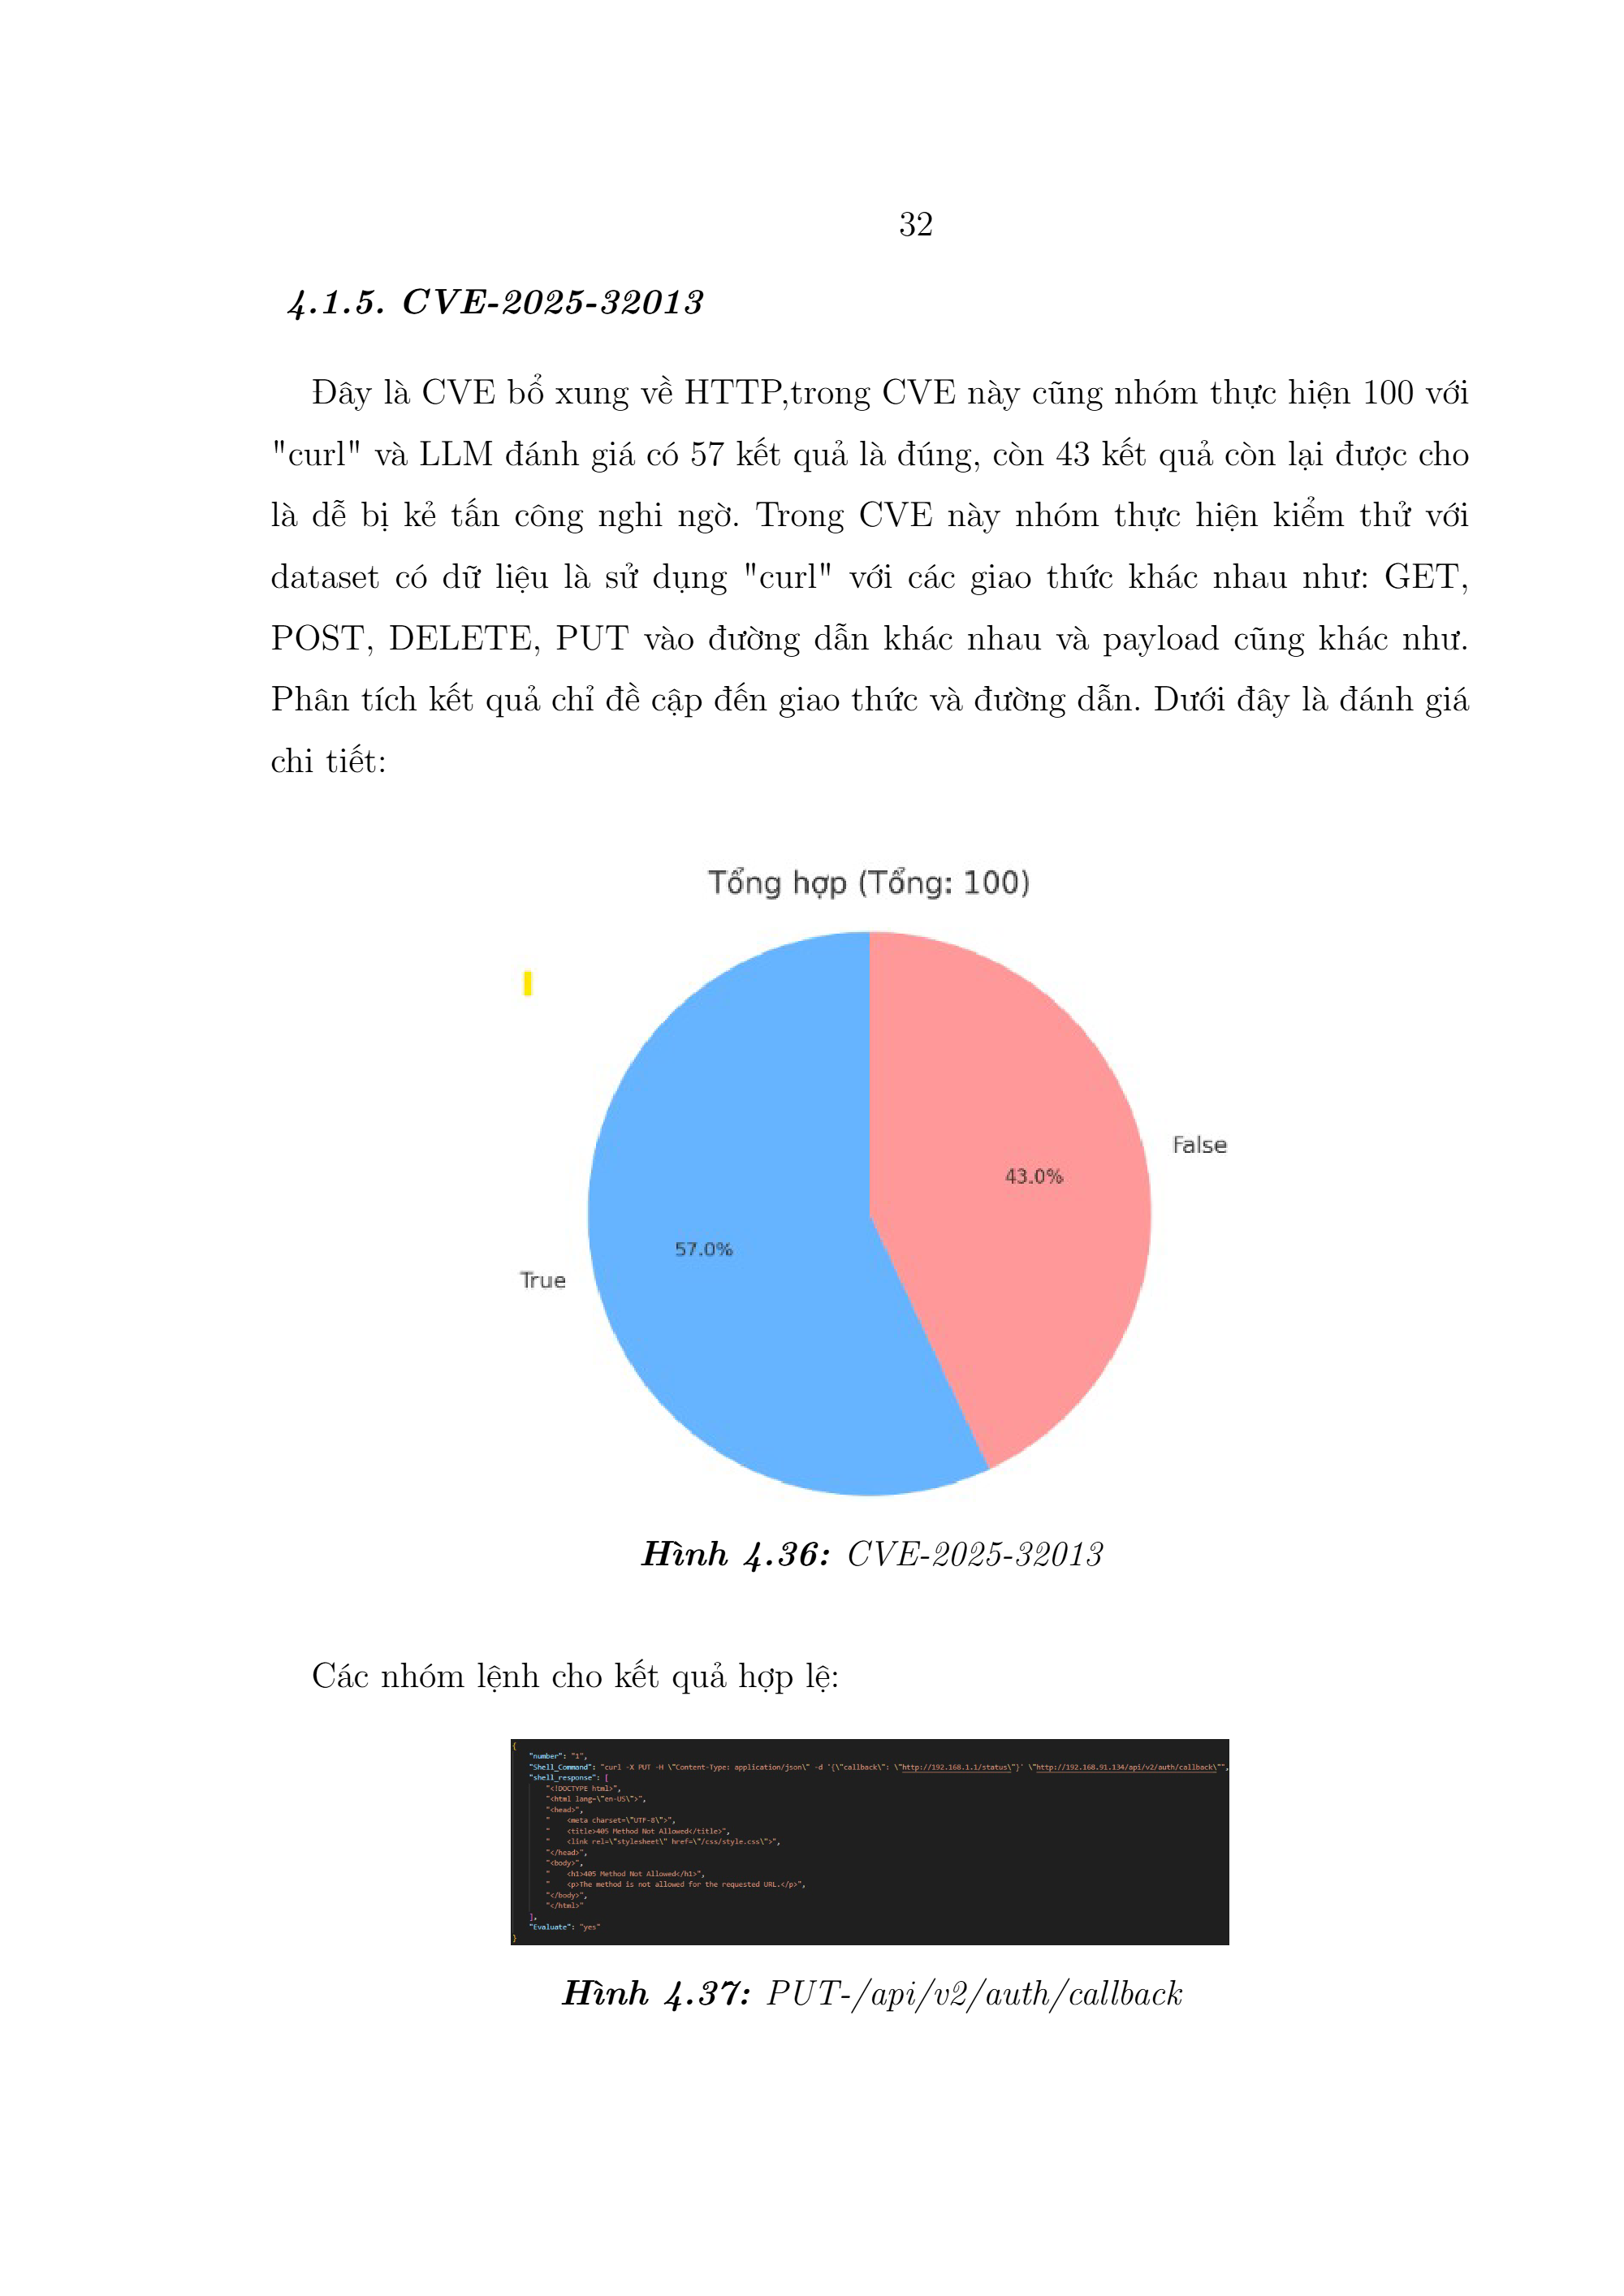 32
4.1.5. CVE-2025-32013
Đây là CVE bổ xung về HTTP,trong CVE này cũng nhóm thực hiện 100 với
"curl" và LLM đánh giá có 57 kết quả là đúng, còn 43 kết quả còn lại được cho
là dễ bị kẻ tấn công nghi ngờ. Trong CVE này nhóm thực hiện kiểm thử với
dataset có dữ liệu là sử dụng "curl" với các giao thức khác nhau như: GET,
POST, DELETE, PUT vào đường dẫn khác nhau và payload cũng khác như.
Phân tích kết quả chỉ đề cập đến giao thức và đường dẫn. Dưới đây là đánh giá
chi tiết:
Tổng hợp (Tổng: 100)
False
43.0%
57.0%
True
Hình 4.36: CVE-2025-32013
Các nhóm lệnh cho kết quả hợp lệ:
{
"number": "1",
"Shell_Command": "curl -X PUT -H \"Content-Type: application/json\" -d '{\"callback\": \"http://192.168.1.1/status\"}' \"http://192.168.91.134/api/v2/auth/callback\"",
"shell_response": [
"<!DOCTYPE html>",
"<html lang=\"en-US\">",
"<head>",
"    <meta charset=\"UTF-8\">",
"    <title>405 Method Not Allowed</title>",
"    <link rel=\"stylesheet\" href=\"/css/style.css\">",
"</head>",
"<body>",
"    <h1>405 Method Not Allowed</h1>",
"    <p>The method is not allowed for the requested URL.</p>",
"</body>",
"</html>"
],
"Evaluate": "yes"
}
Hình 4.37: PUT-/api/v2/auth/callback